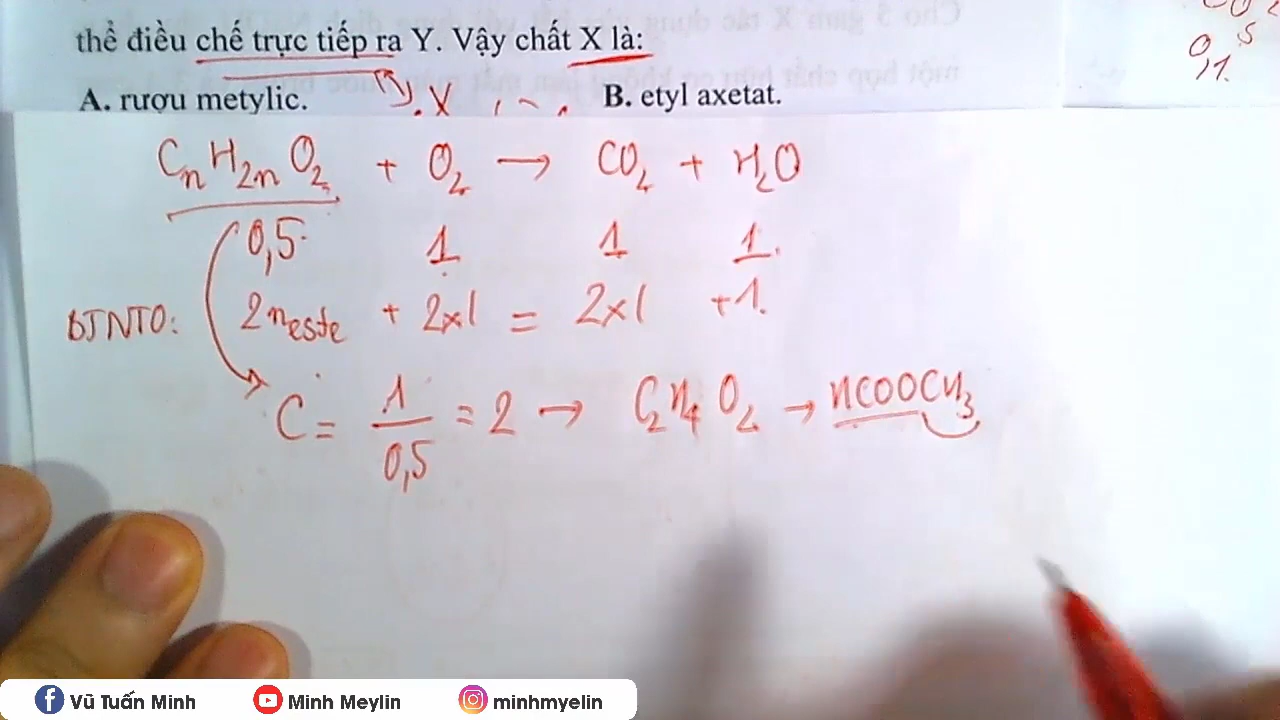 thể điều chế trực tiếp ra Y. Vậy chất X là:
A. rượu metylic. B. etyl axetat.
CₙH₂ₙO₂ + O₂ → CO₂ + H₂O
0,5 1 1 1
BTNTO: 2neste + 2x1 = 2x1 +1
C = 1/0,5 = 2 → C₂H₄O₂ → HCOOCH₃
0,1
Vũ Tuấn Minh Minh Meylin minhmyelin